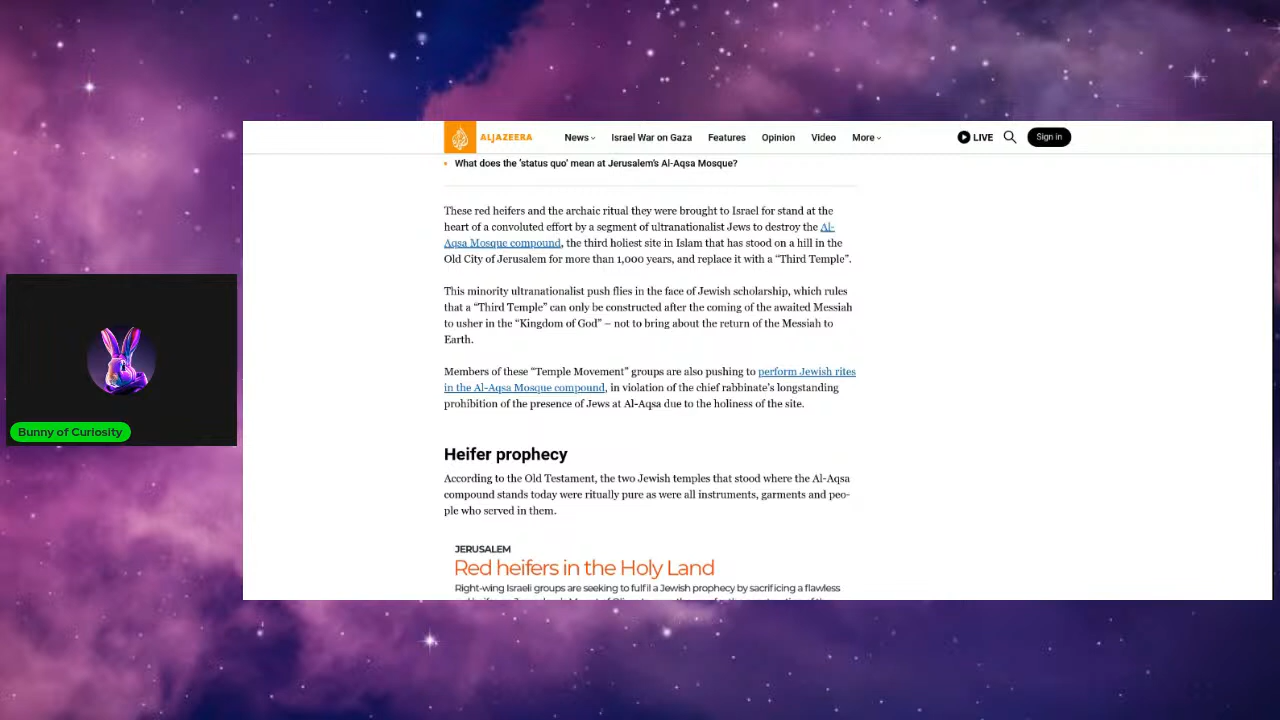 ALJAZEERA
News
Israel War on Gaza
Features
Opinion
Video
More
LIVE
Sign in
What does the 'status quo' mean at Jerusalem's Al-Aqsa Mosque?
These red heifers and the archaic ritual they were brought to Israel for stand at the
heart of a convoluted effort by a segment of ultranationalist Jews to destroy the Al-
Aqsa Mosque compound, the third holiest site in Islam that has stood on a hill in the
Old City of Jerusalem for more than 1,000 years, and replace it with a “Third Temple”.
This minority ultranationalist push flies in the face of Jewish scholarship, which rules
that a “Third Temple” can only be constructed after the coming of the awaited Messiah
to usher in the “Kingdom of God” – not to bring about the return of the Messiah to
Earth.
Members of these “Temple Movement” groups are also pushing to perform Jewish rites
in the Al-Aqsa Mosque compound, in violation of the chief rabbinate’s longstanding
prohibition of the presence of Jews at Al-Aqsa due to the holiness of the site.
Bunny of Curiosity
Heifer prophecy
According to the Old Testament, the two Jewish temples that stood where the Al-Aqsa
compound stands today were ritually pure as were all instruments, garments and peo-
ple who served in them.
JERUSALEM
Red heifers in the Holy Land
Right-wing Israeli groups are seeking to fulfil a Jewish prophecy by sacrificing a flawless